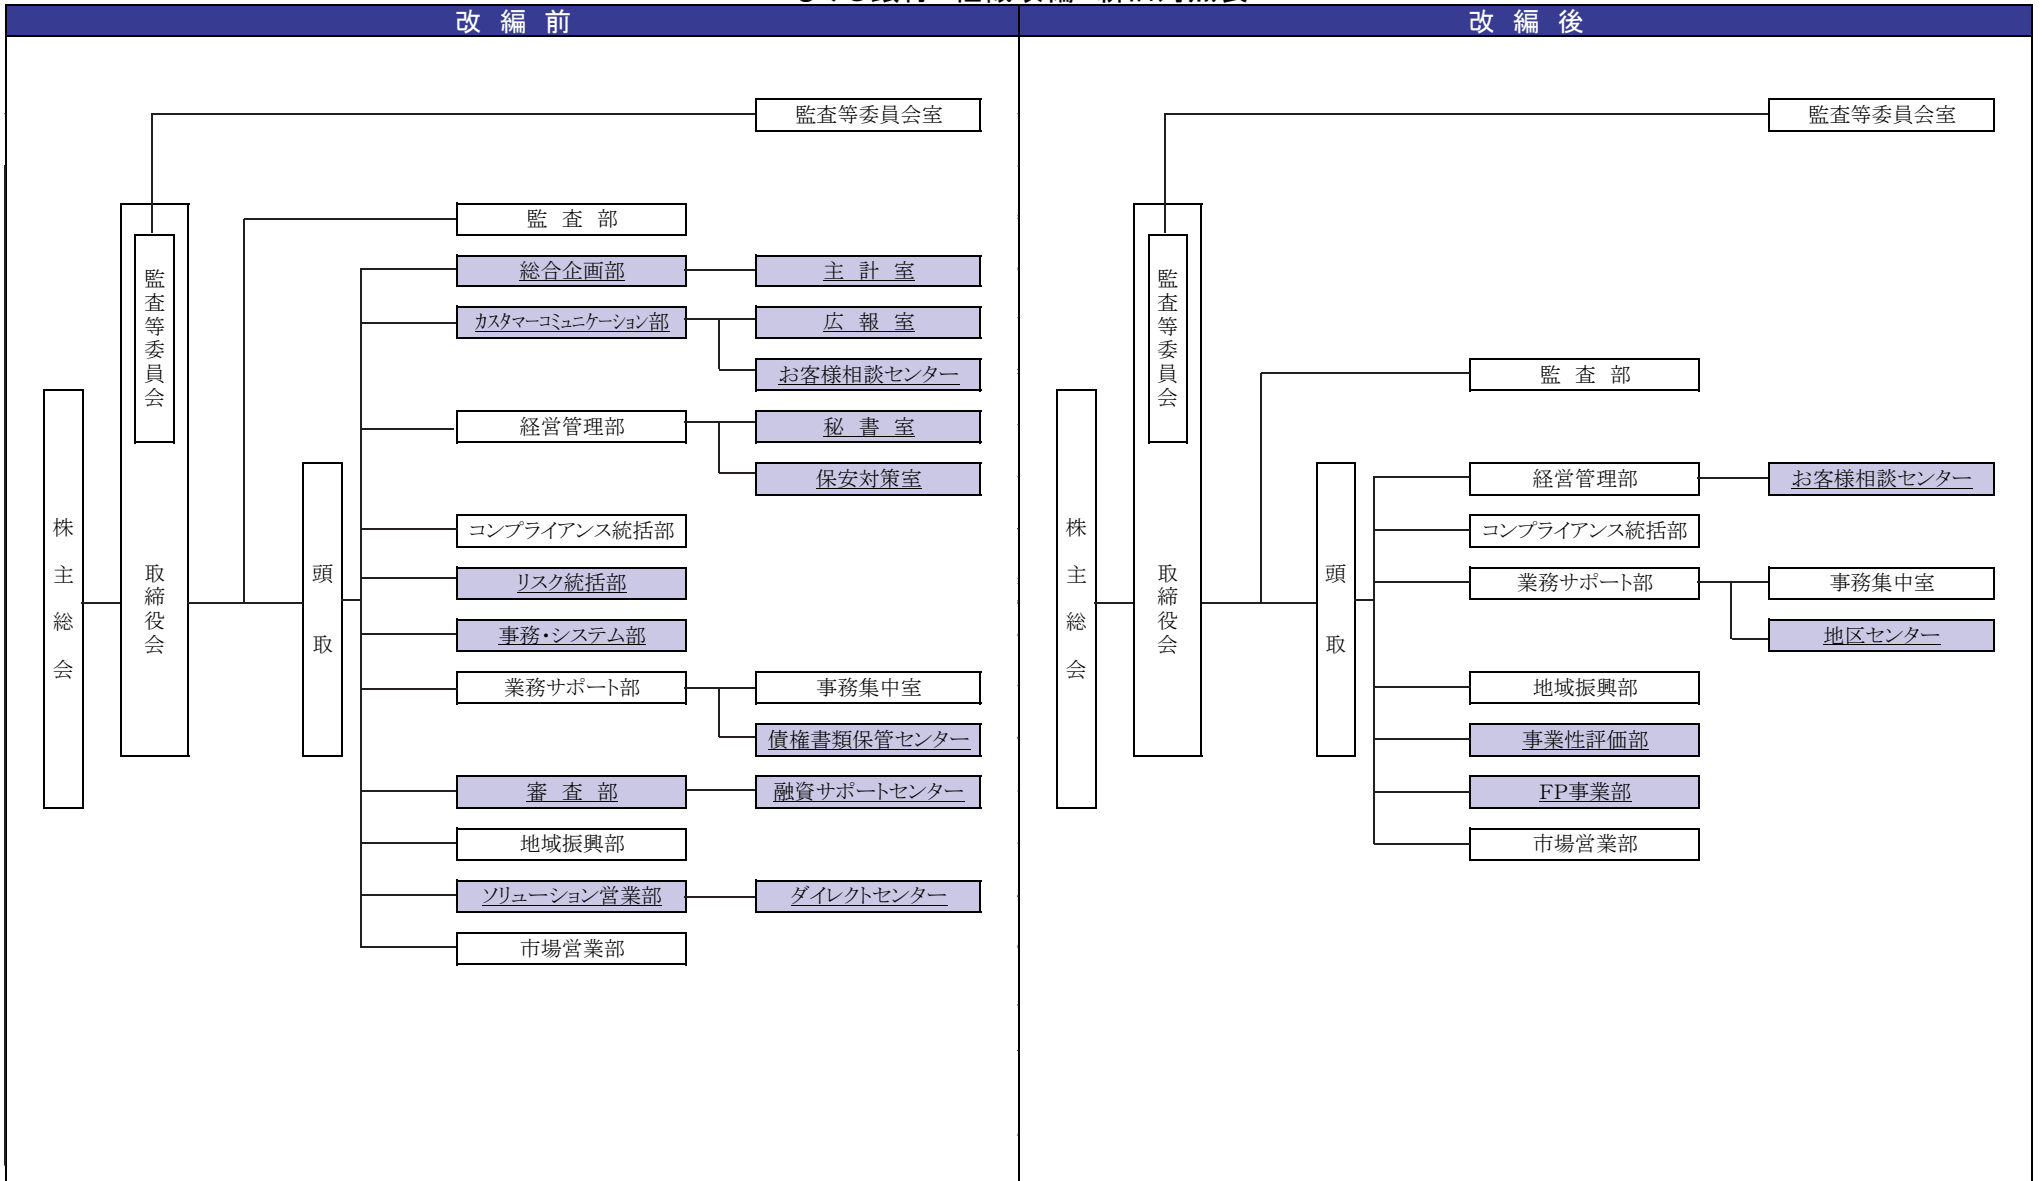 改 編 前
監査等委員会室
監 査 部
総合企画部
主 計 室
カスタマーコミュニケーション部
広 報 室
お客様相談センター
経営管理部
秘 書 室
保安対策室
コンプライアンス統括部
リスク統括部
事務・システム部
業務サポート部
事務集中室
債権書類保管センター
審 査 部
融資サポートセンター
地域振興部
ソリューション営業部
ダイレクトセンター
市場営業部
監査等委員会
取締役会
株主総会
頭取
改 編 後
監査等委員会室
監 査 部
経営管理部
お客様相談センター
コンプライアンス統括部
業務サポート部
事務集中室
地区センター
地域振興部
事業性評価部
FP事業部
市場営業部
監査等委員会
取締役会
株主総会
頭取